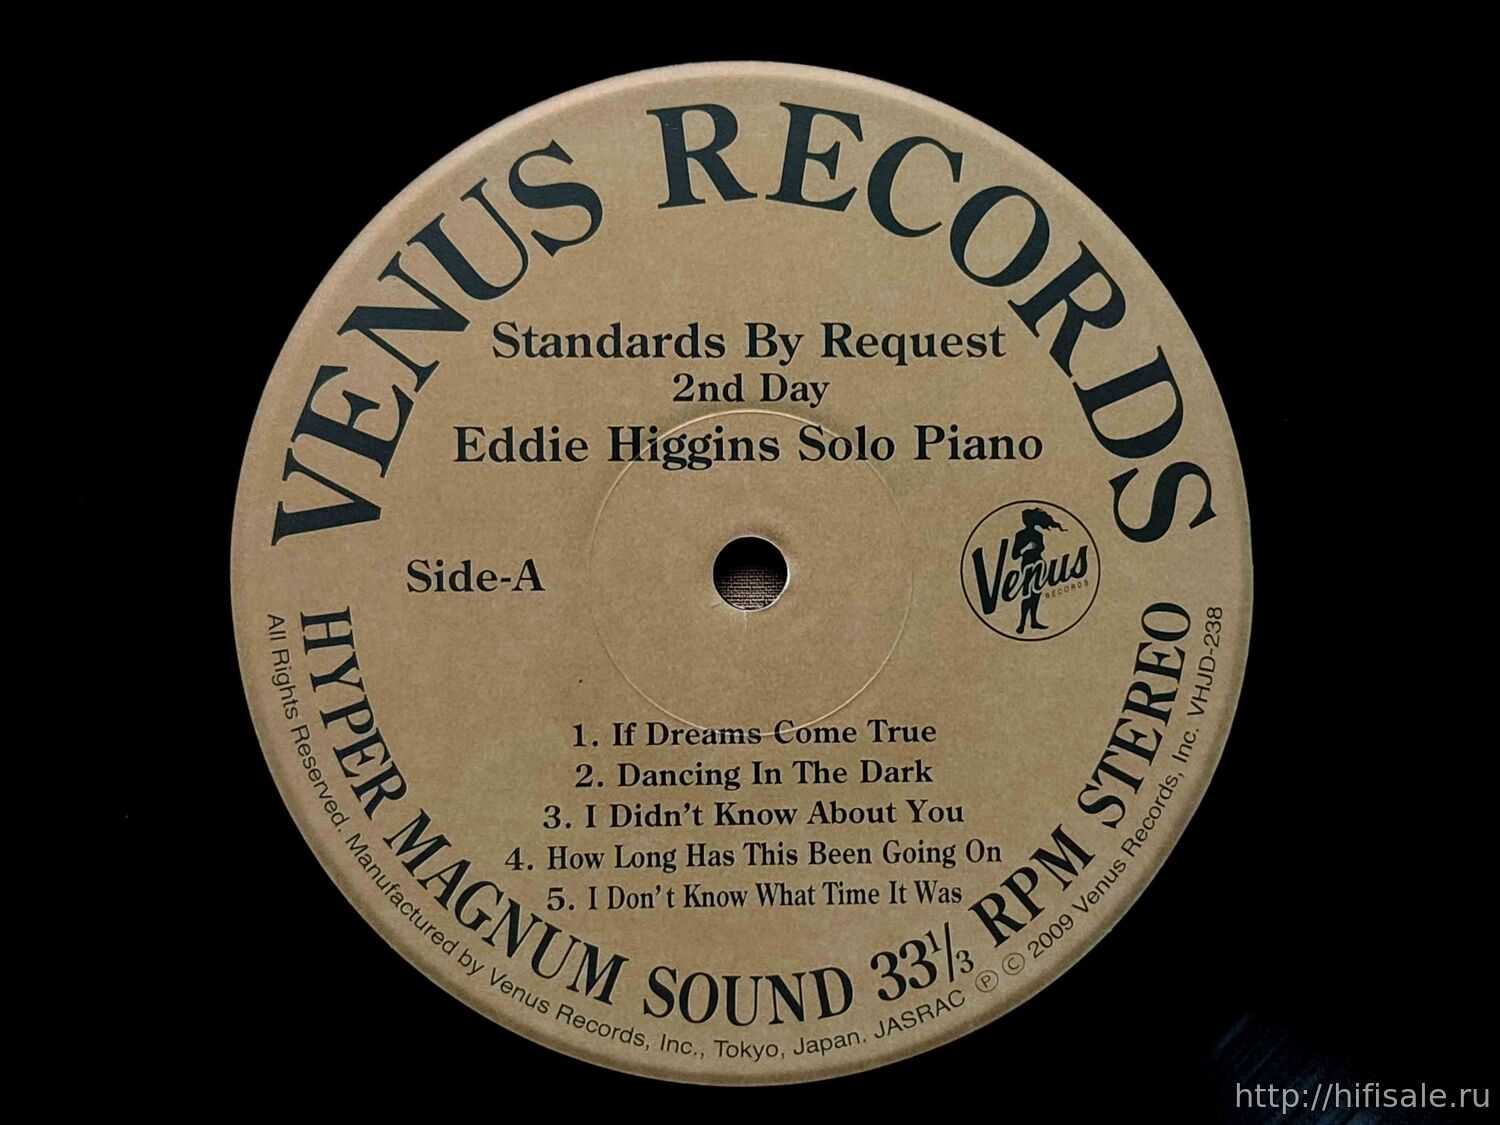 VENUS RECORDS
Standards By Request
2nd Day
Eddie Higgins Solo Piano
Side-A
Venus
RECORDS
1. If Dreams Come True
2. Dancing In The Dark
3. I Didn't Know About You
4. How Long Has This Been Going On
5. I Don't Know What Time It Was
HYPER MAGNUM SOUND 33 1/3 RPM STEREO
All Rights Reserved. Manufactured by Venus Records, Inc., Tokyo, Japan. JASRAC Ⓟ Ⓒ 2009 Venus Records, Inc. VHJD-238
http://hifisale.ru